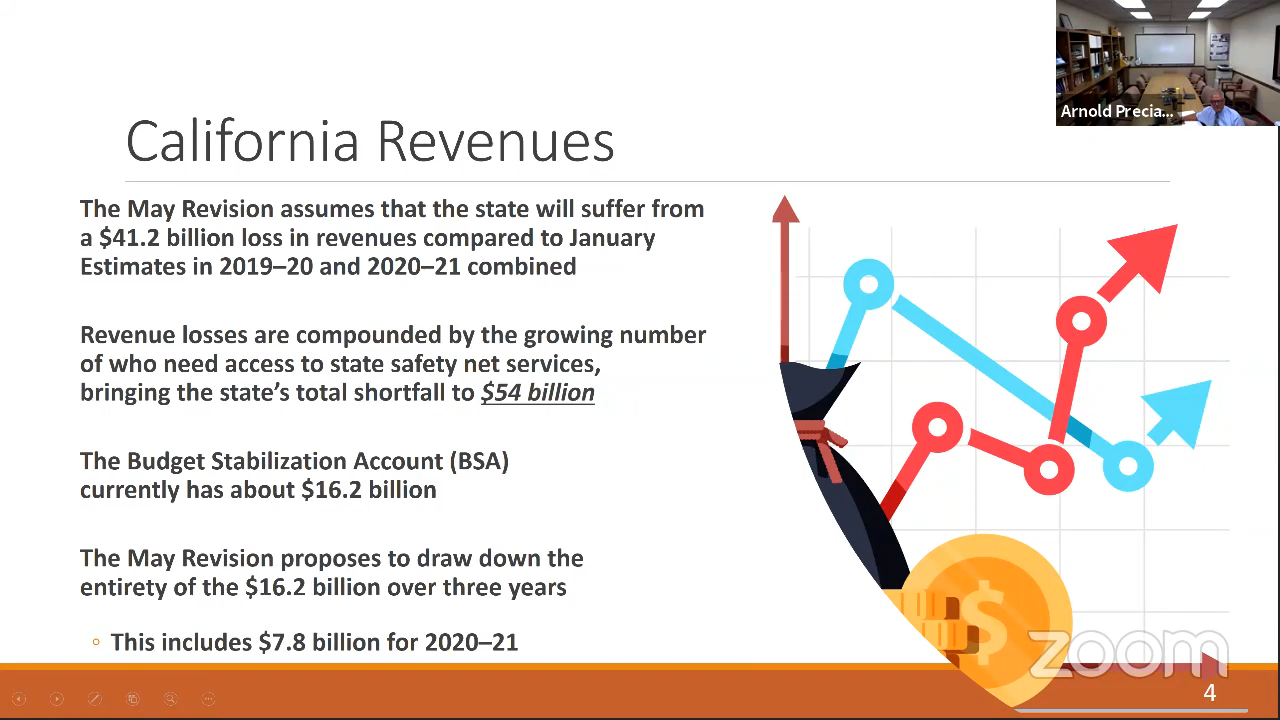 Arnold Precia...
California Revenues
The May Revision assumes that the state will suffer from
a $41.2 billion loss in revenues compared to January
Estimates in 2019–20 and 2020–21 combined
Revenue losses are compounded by the growing number
of who need access to state safety net services,
bringing the state's total shortfall to $54 billion
The Budget Stabilization Account (BSA)
currently has about $16.2 billion
The May Revision proposes to draw down the
entirety of the $16.2 billion over three years
This includes $7.8 billion for 2020–21
$
zoom
4